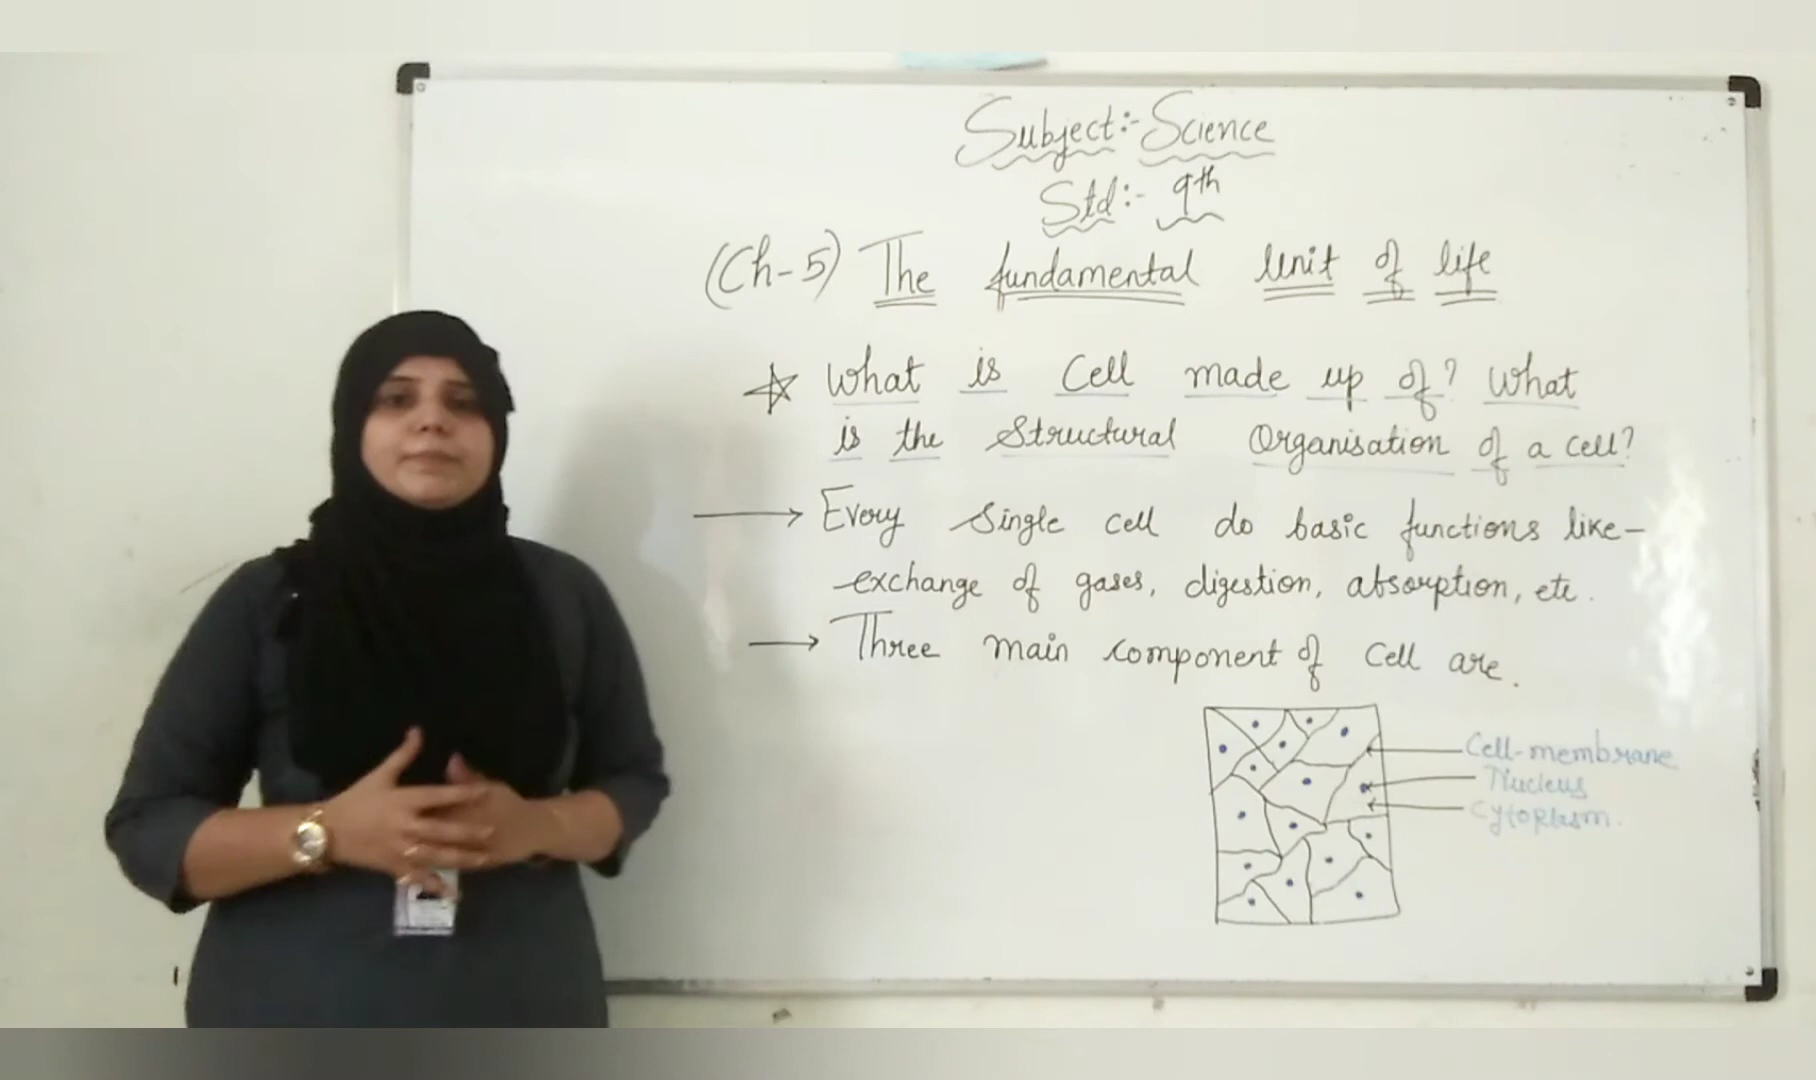 Subject:- Science
Std:- 9th
(Ch-5) The fundamental Unit of life
☆ What is Cell made up of? What
is the Structural Organisation of a cell?
→ Every single cell do basic functions like-
exchange of gases, digestion, absorption, etc.
→ Three main component of Cell are.
Cell-membrane
Nucleus
Cytoplasm.